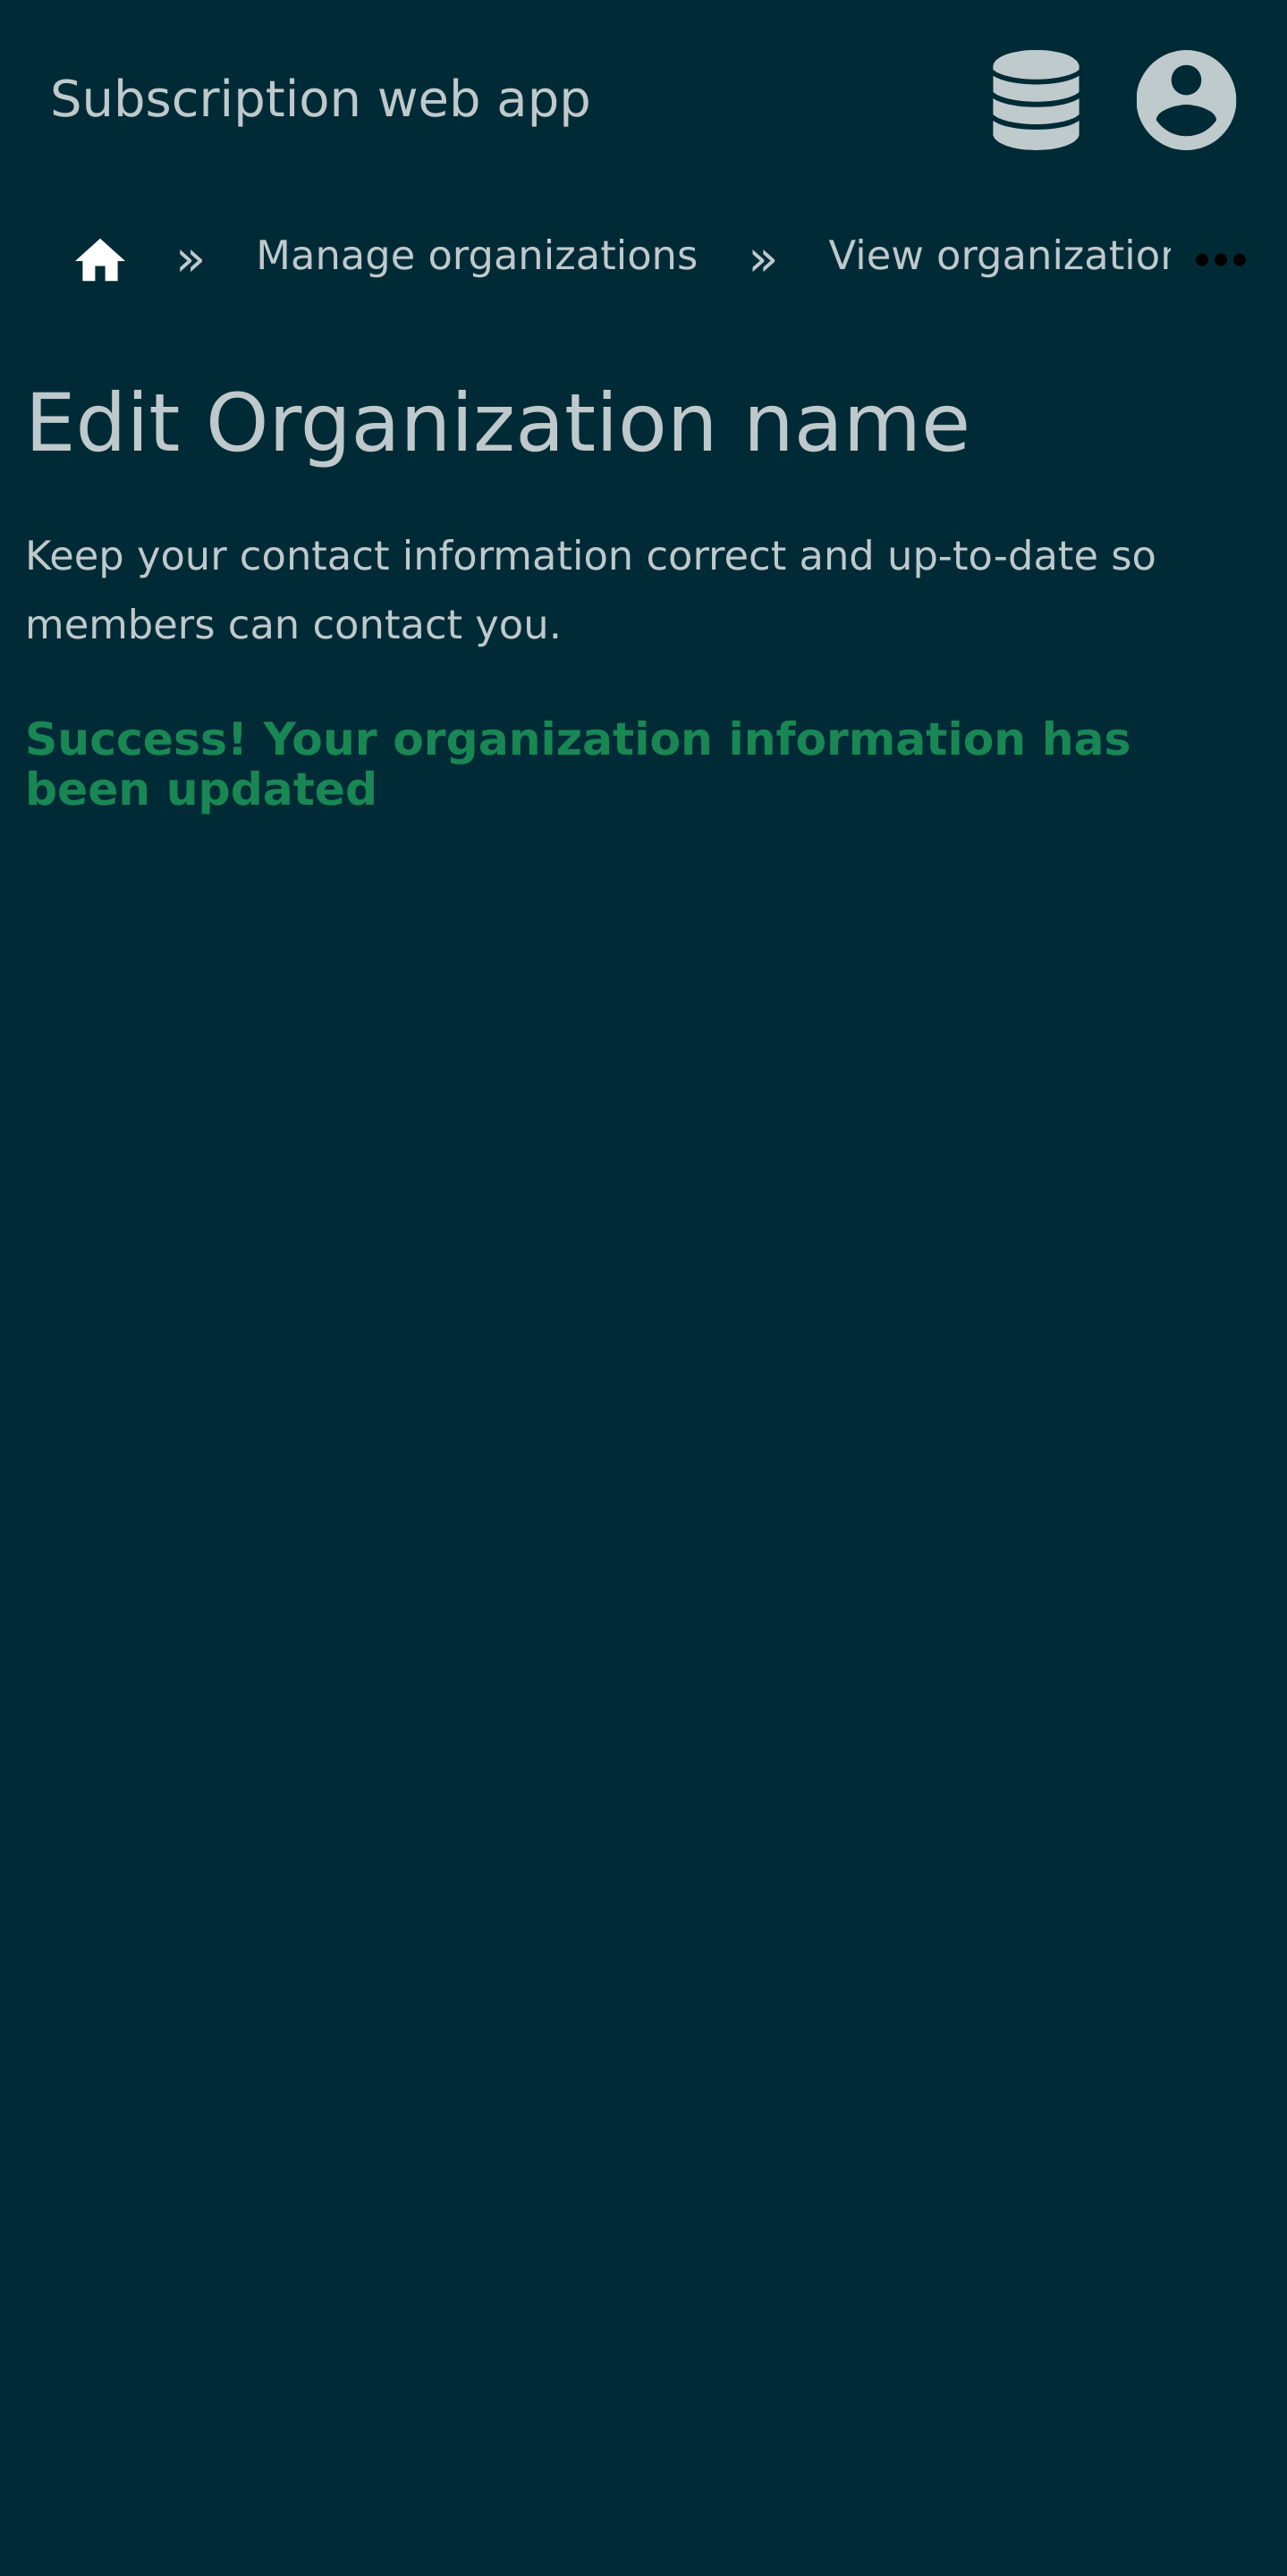 Subscription web app
» Manage organizations » View organization
Edit Organization name
Keep your contact information correct and up-to-date so
members can contact you.
Success! Your organization information has
been updated